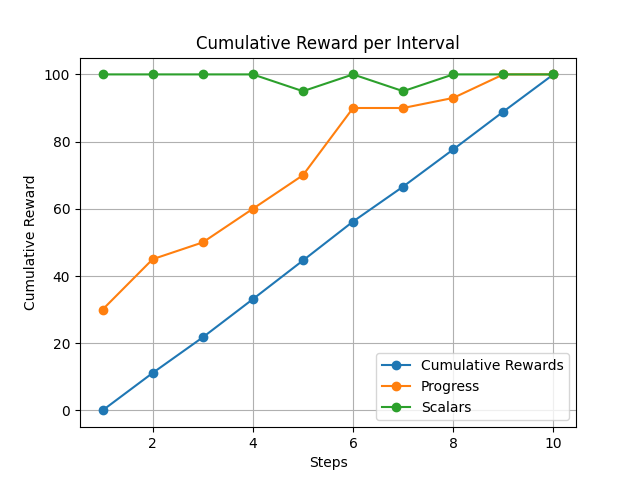 Cumulative Reward per Interval
Cumulative Reward
100
80
60
40
20
0
2 4 6 8 10
Steps
Cumulative Rewards
Progress
Scalars